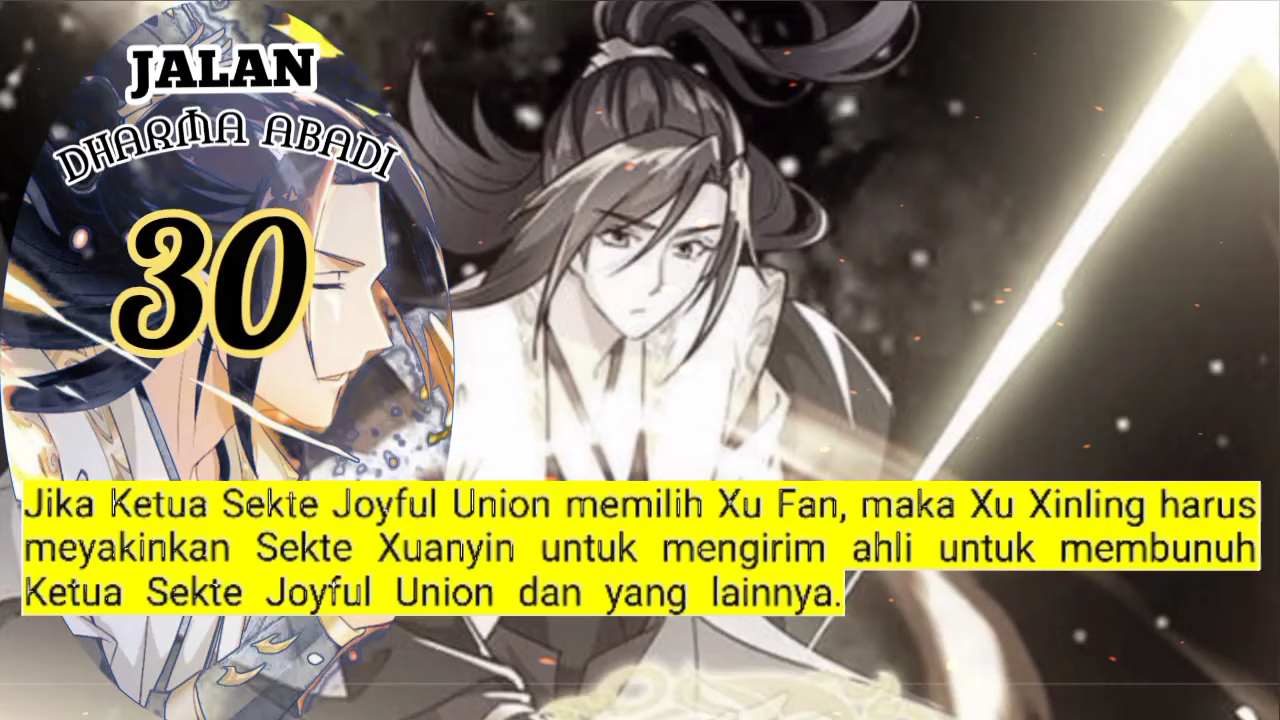 JALAN
DHARMA ABADI
30
Jika Ketua Sekte Joyful Union memilih Xu Fan, maka Xu Xinling harus
meyakinkan Sekte Xuanyin untuk mengirim ahli untuk membunuh
Ketua Sekte Joyful Union dan yang lainnya.